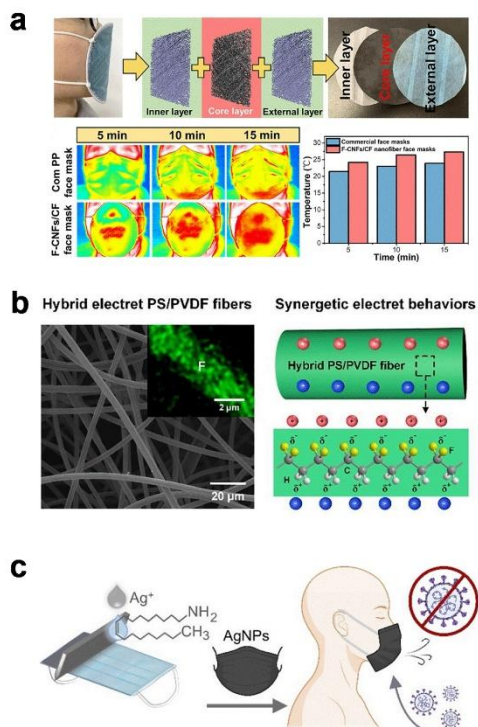 a
Inner layer
Core layer
External layer
Inner layer
Core layer
External layer
5 min
10 min
15 min
Com PP
face mask
F-CNFs/CF
face mask
Commercial face masks
F-CNFs/CF nanofiber face masks
Temperature (℃)
30
25
20
15
10
5
0
5
10
15
Time (min)
b
Hybrid electret PS/PVDF fibers
Synergetic electret behaviors
F
2 μm
20 μm
Hybrid PS/PVDF fiber
δ⁻ δ⁻ δ⁻ δ⁻ δ⁻ δ⁻
F
C
H
δ⁺ δ⁺ δ⁺ δ⁺ δ⁺ δ⁺
c
Ag⁺
NH₂
CH₃
AgNPs